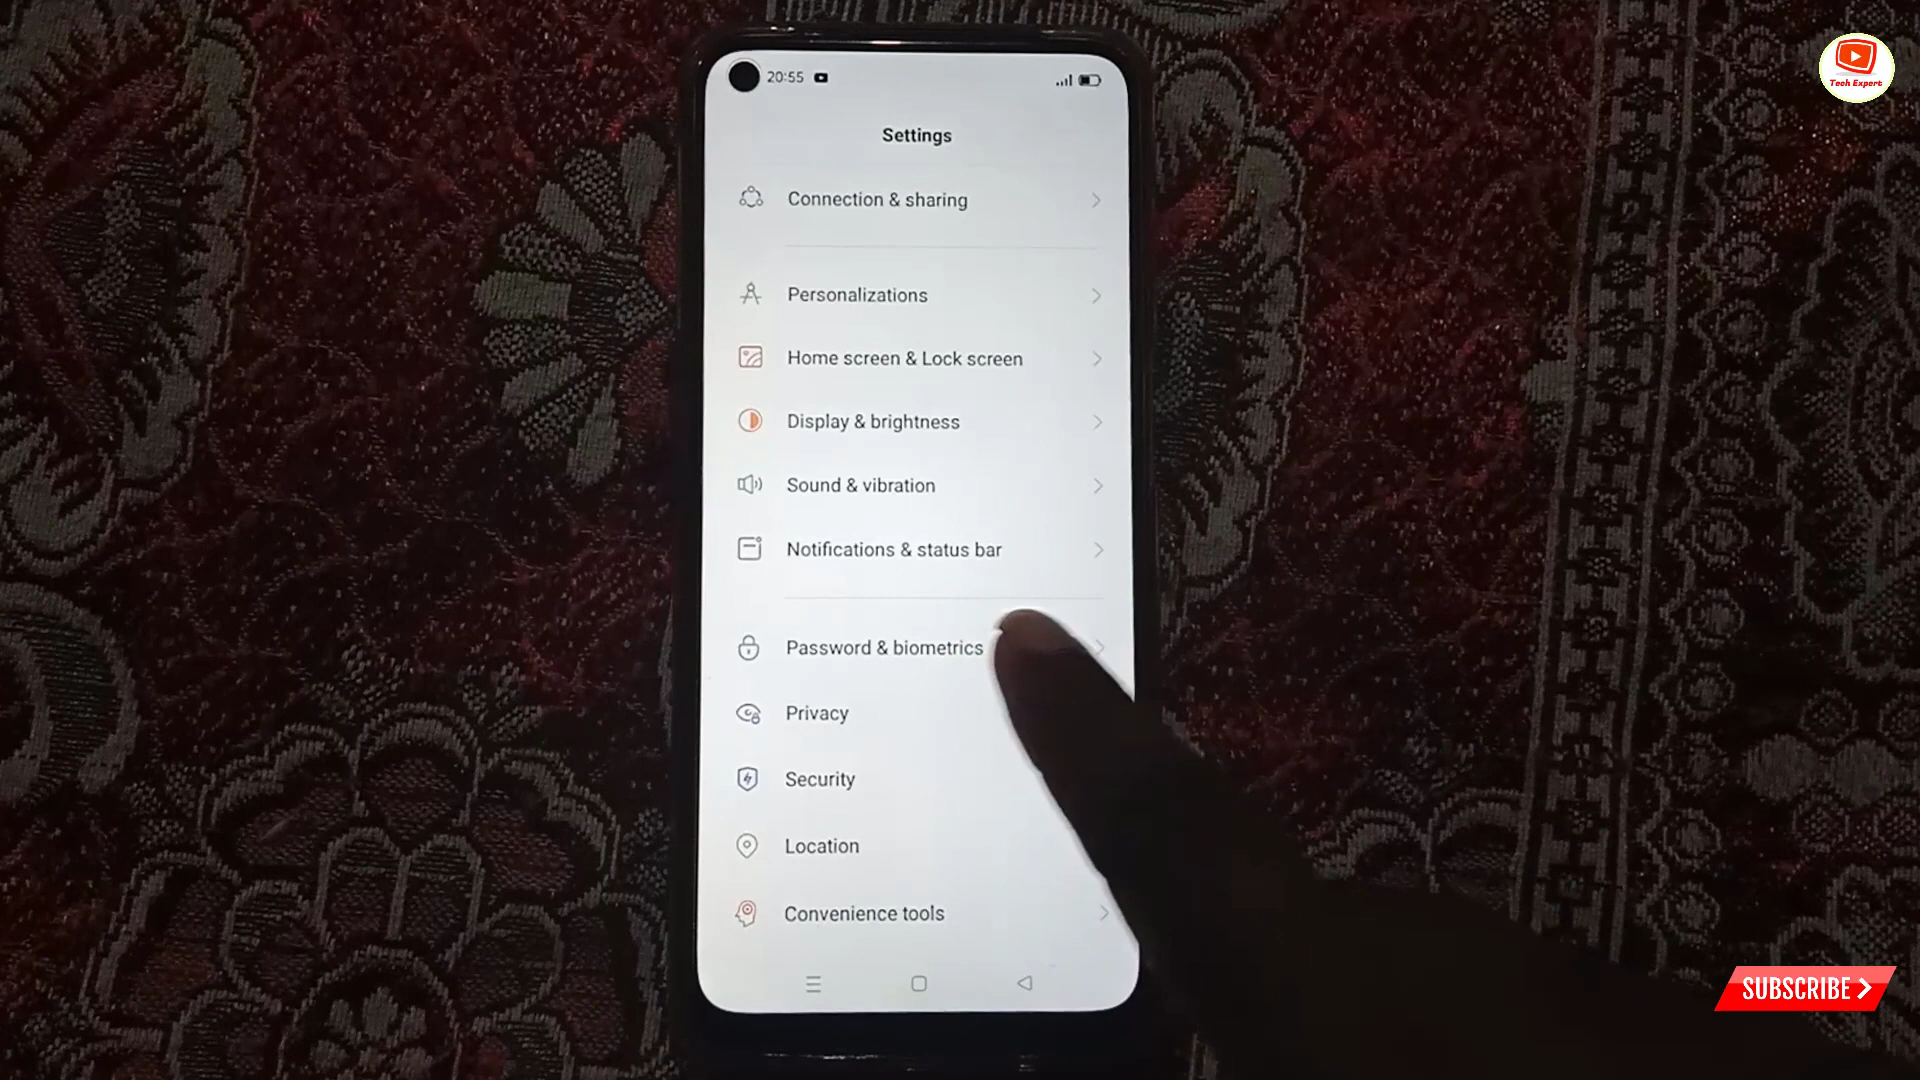 20:55
Tech Expert
Settings
Connection & sharing
Personalizations
Home screen & Lock screen
Display & brightness
Sound & vibration
Notifications & status bar
Password & biometrics
Privacy
Security
Location
Convenience tools
SUBSCRIBE